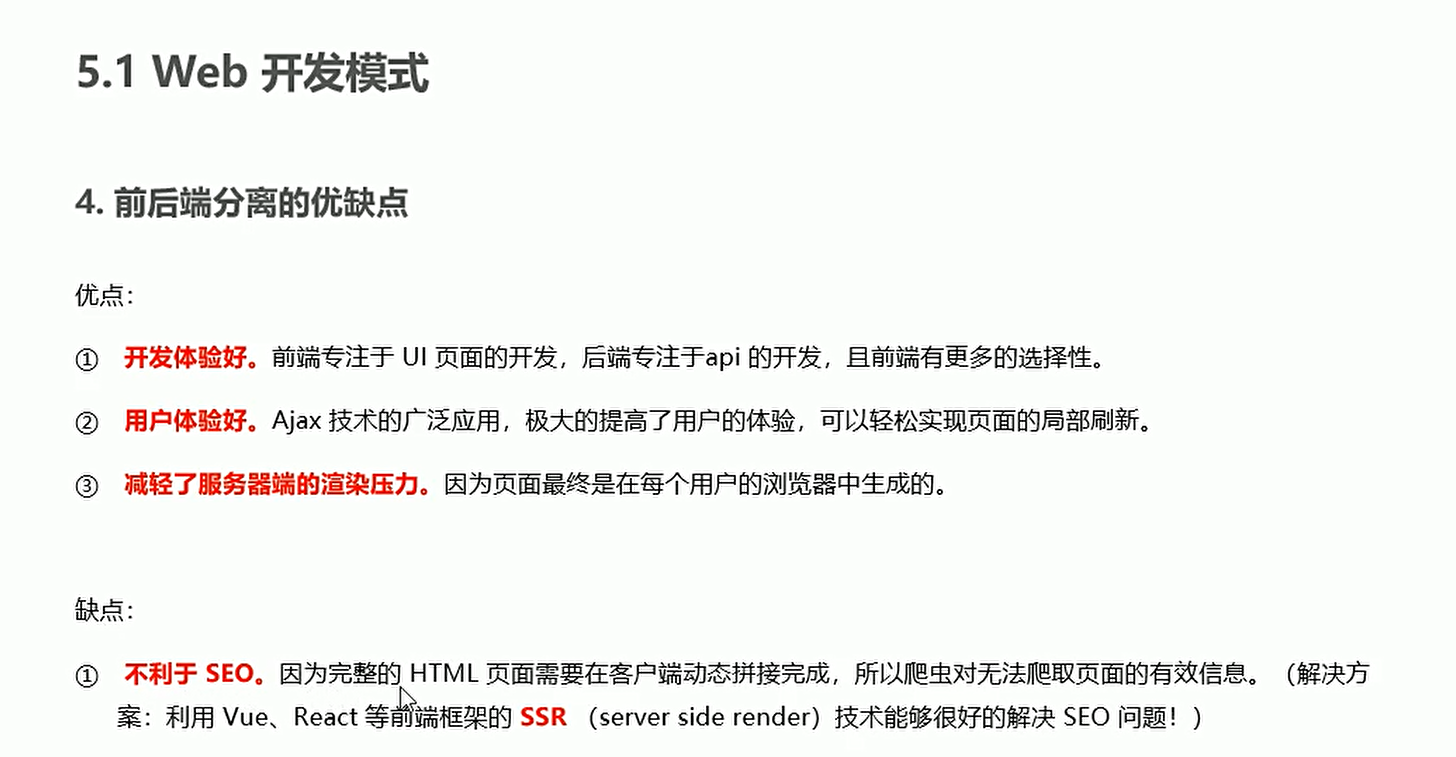 5.1 Web 开发模式
4. 前后端分离的优缺点
优点：
① 开发体验好。前端专注于 UI 页面的开发，后端专注于api 的开发，且前端有更多的选择性。
② 用户体验好。Ajax 技术的广泛应用，极大的提高了用户的体验，可以轻松实现页面的局部刷新。
③ 减轻了服务器端的渲染压力。因为页面最终是在每个用户的浏览器中生成的。
缺点：
① 不利于 SEO。因为完整的 HTML 页面需要在客户端动态拼接完成，所以爬虫对无法爬取页面的有效信息。（解决方
案：利用 Vue、React 等前端框架的 SSR （server side render）技术能够很好的解决 SEO 问题！）